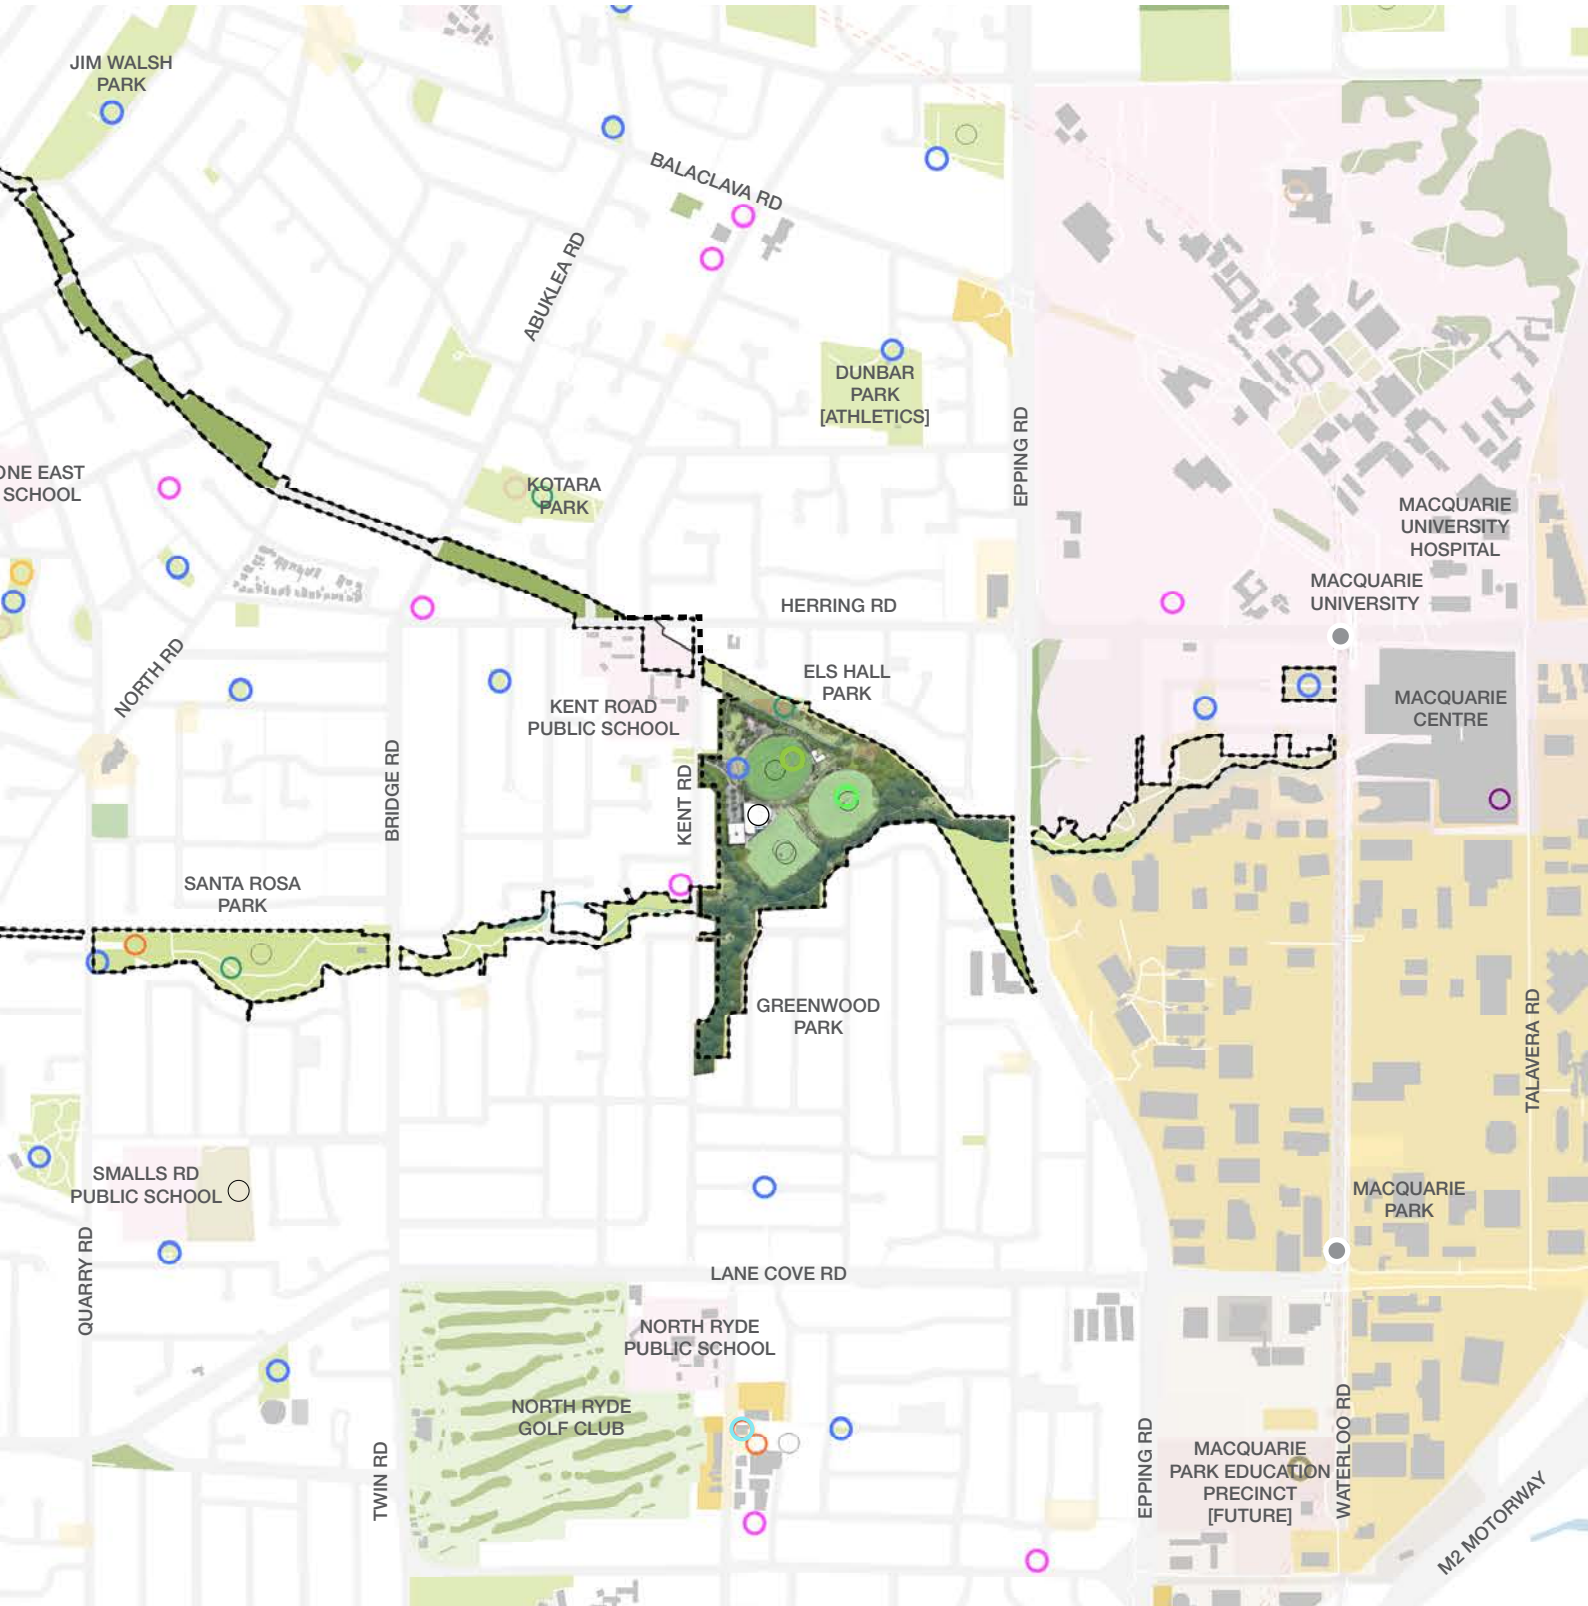 JIM WALSH
PARK
BALACLAVA RD
ABUKLEA RD
DUNBAR
PARK
[ATHLETICS]
EPPING RD
ONE EAST
SCHOOL
KOTARA
PARK
MACQUARIE
UNIVERSITY
HOSPITAL
MACQUARIE
UNIVERSITY
HERRING RD
NORTH RD
ELS HALL
PARK
KENT ROAD
PUBLIC SCHOOL
MACQUARIE
CENTRE
BRIDGE RD
KENT RD
SANTA ROSA
PARK
GREENWOOD
PARK
TALAVERA RD
SMALLS RD
PUBLIC SCHOOL
MACQUARIE
PARK
QUARRY RD
LANE COVE RD
NORTH RYDE
PUBLIC SCHOOL
NORTH RYDE
GOLF CLUB
TWIN RD
EPPING RD
MACQUARIE
PARK EDUCATION
PRECINCT
[FUTURE]
WATERLOO RD
M2 MOTORWAY